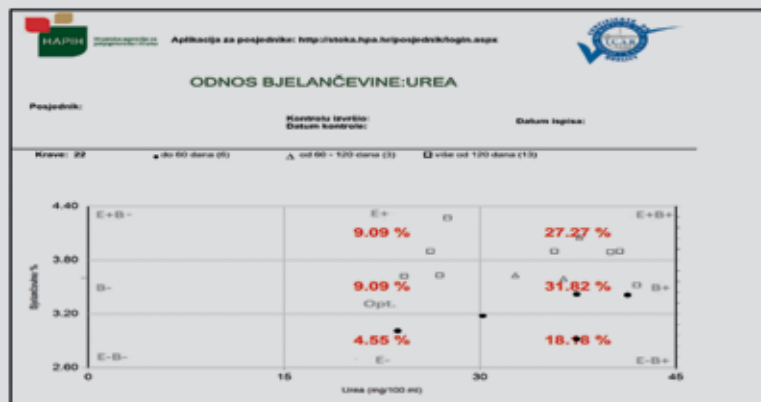 HAPIH
Aplikacija za posjednike: http://stoka.hpa.hr/posjednik/login.aspx
ICAR
ODNOS BJELANČEVINE:UREA
Posjednik:
Kontrolu izvršio:
Datum kontrole:
Datum ispisa:
Krave: 22
do 60 dana (6)
od 60 - 120 dana (3)
više od 120 dana (13)
4.40
E+B-
E+
E+B+
9.09 %
27.27 %
3.80
9.09 %
31.82 %
B-
B+
Opt.
3.20
4.55 %
18.18 %
E-B-
E-
E-B+
2.60
0
15
30
45
Urea (mg/100 ml)
Bjelančevine %